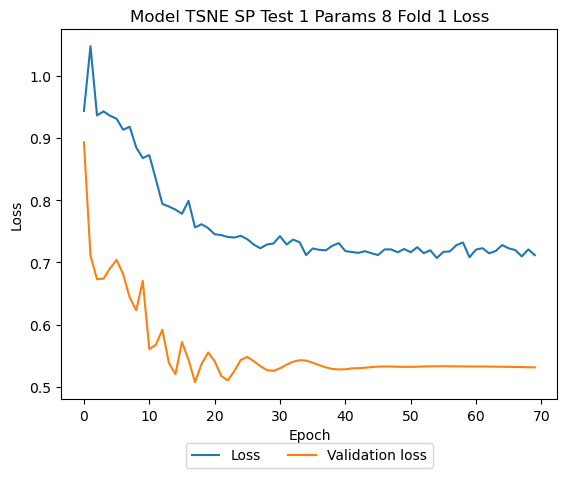 Model TSNE SP Test 1 Params 8 Fold 1 Loss
1.0
0.9
0.8
0.7
0.6
0.5
Loss
0 10 20 30 40 50 60 70
Epoch
Loss Validation loss